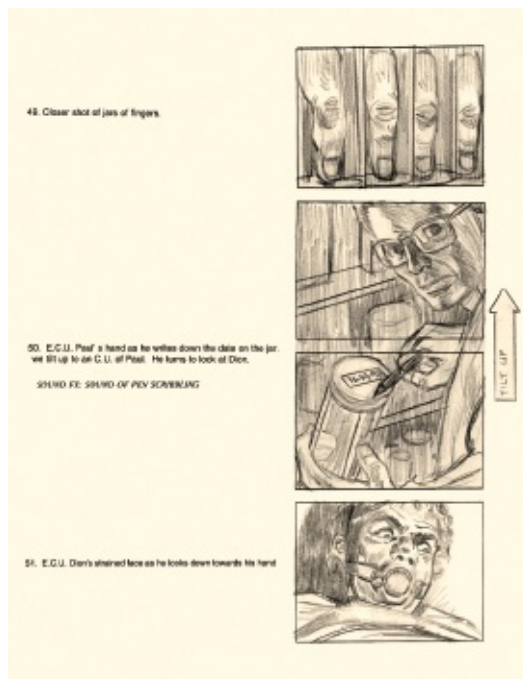 49. Closer shot of jars of fingers.
50. E.C.U. Paul's hand as he writes down the date on the jar.
we tilt up to an C.U. of Paul. He turns to look at Dion.
SOUND FX: SOUND OF PEN SCRIBBLING
TILT UP
51. E.C.U. Dion's strained face as he looks down towards his hand